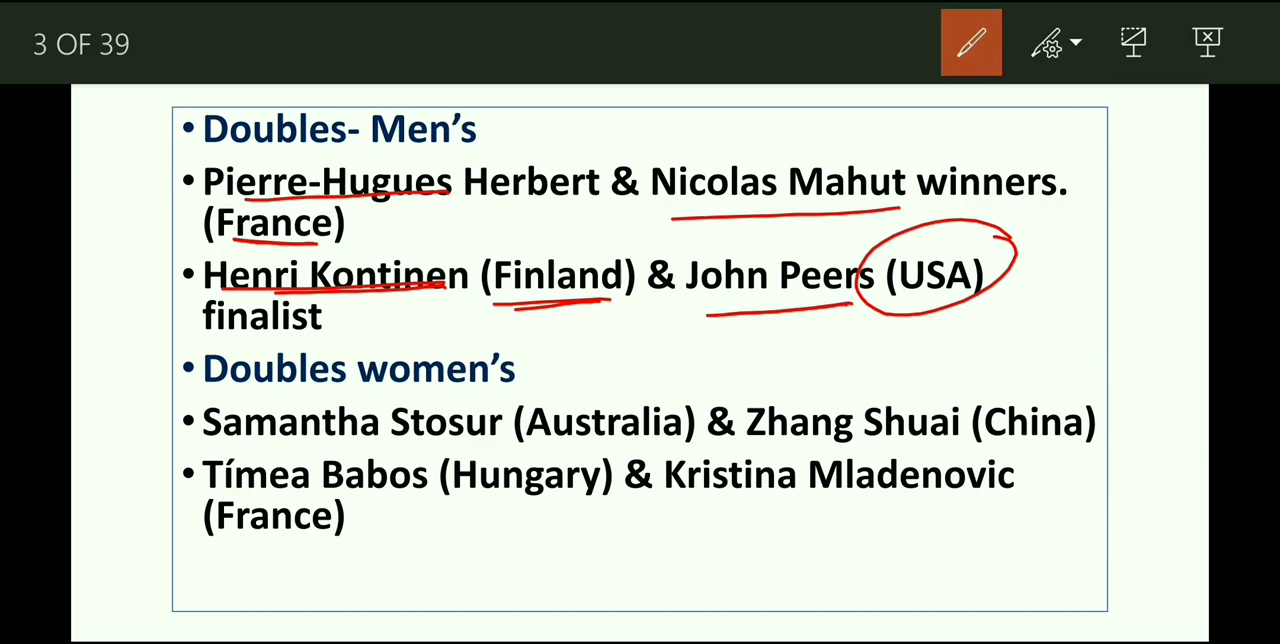 3 OF 39
• Doubles- Men’s
• Pierre-Hugues Herbert & Nicolas Mahut winners.
(France)
• Henri Kontinen (Finland) & John Peers (USA)
finalist
• Doubles women’s
• Samantha Stosur (Australia) & Zhang Shuai (China)
• Tímea Babos (Hungary) & Kristina Mladenovic
(France)